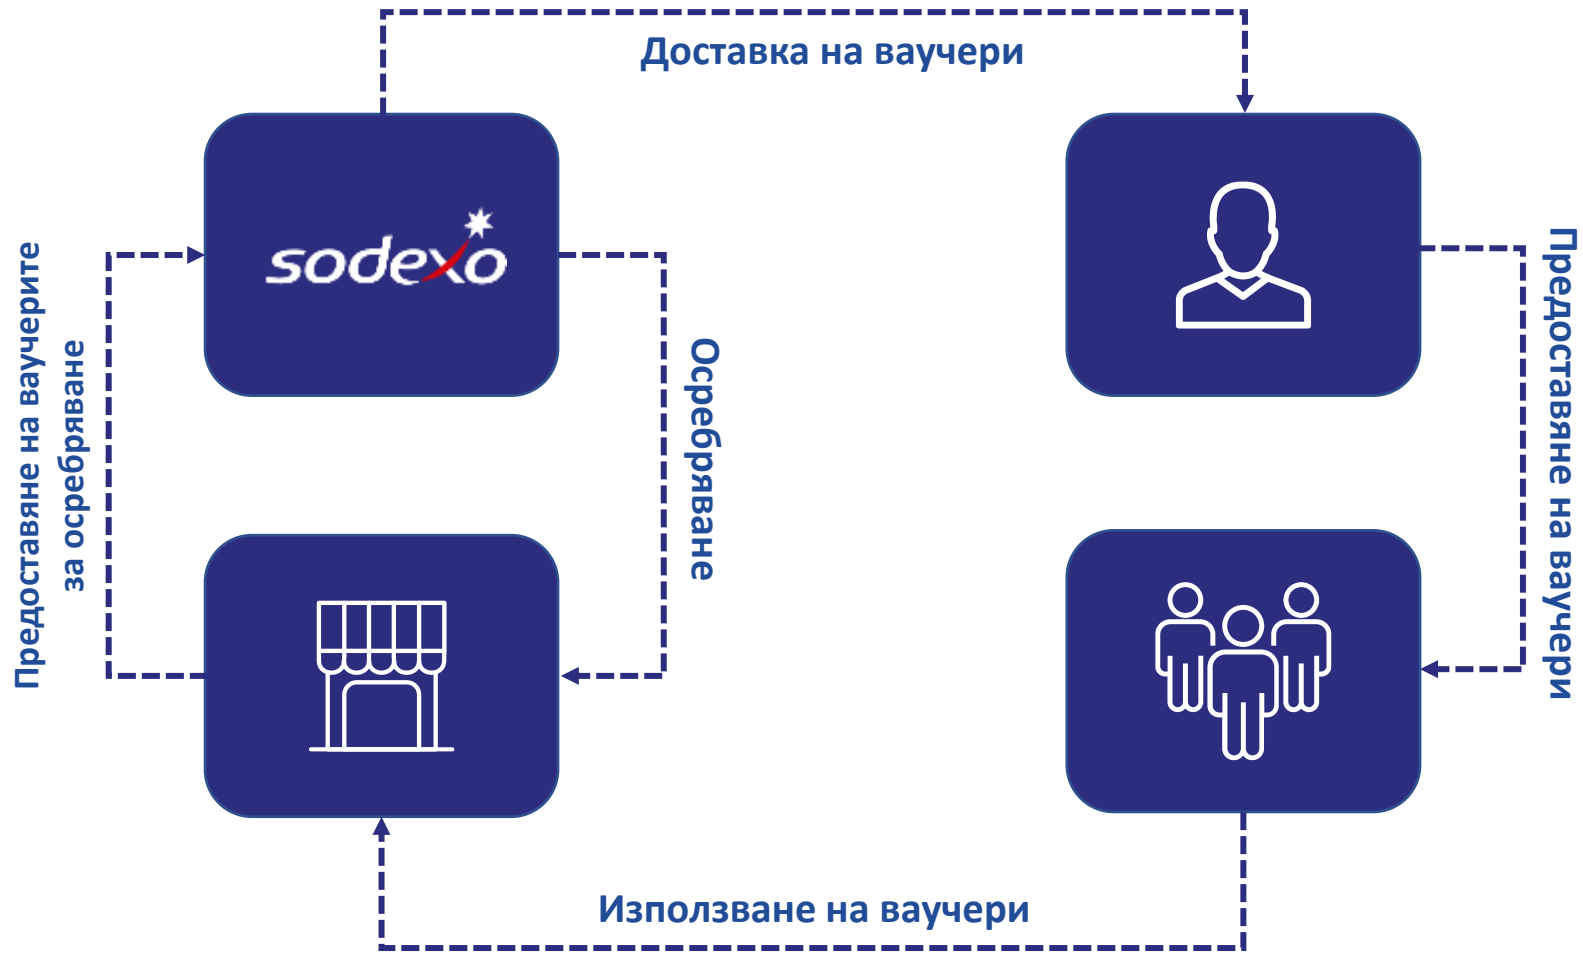 Доставка на ваучери
sodexo
Предоставяне на ваучерите
за осребряване
Осребряване
Предоставяне на ваучери
Използване на ваучери